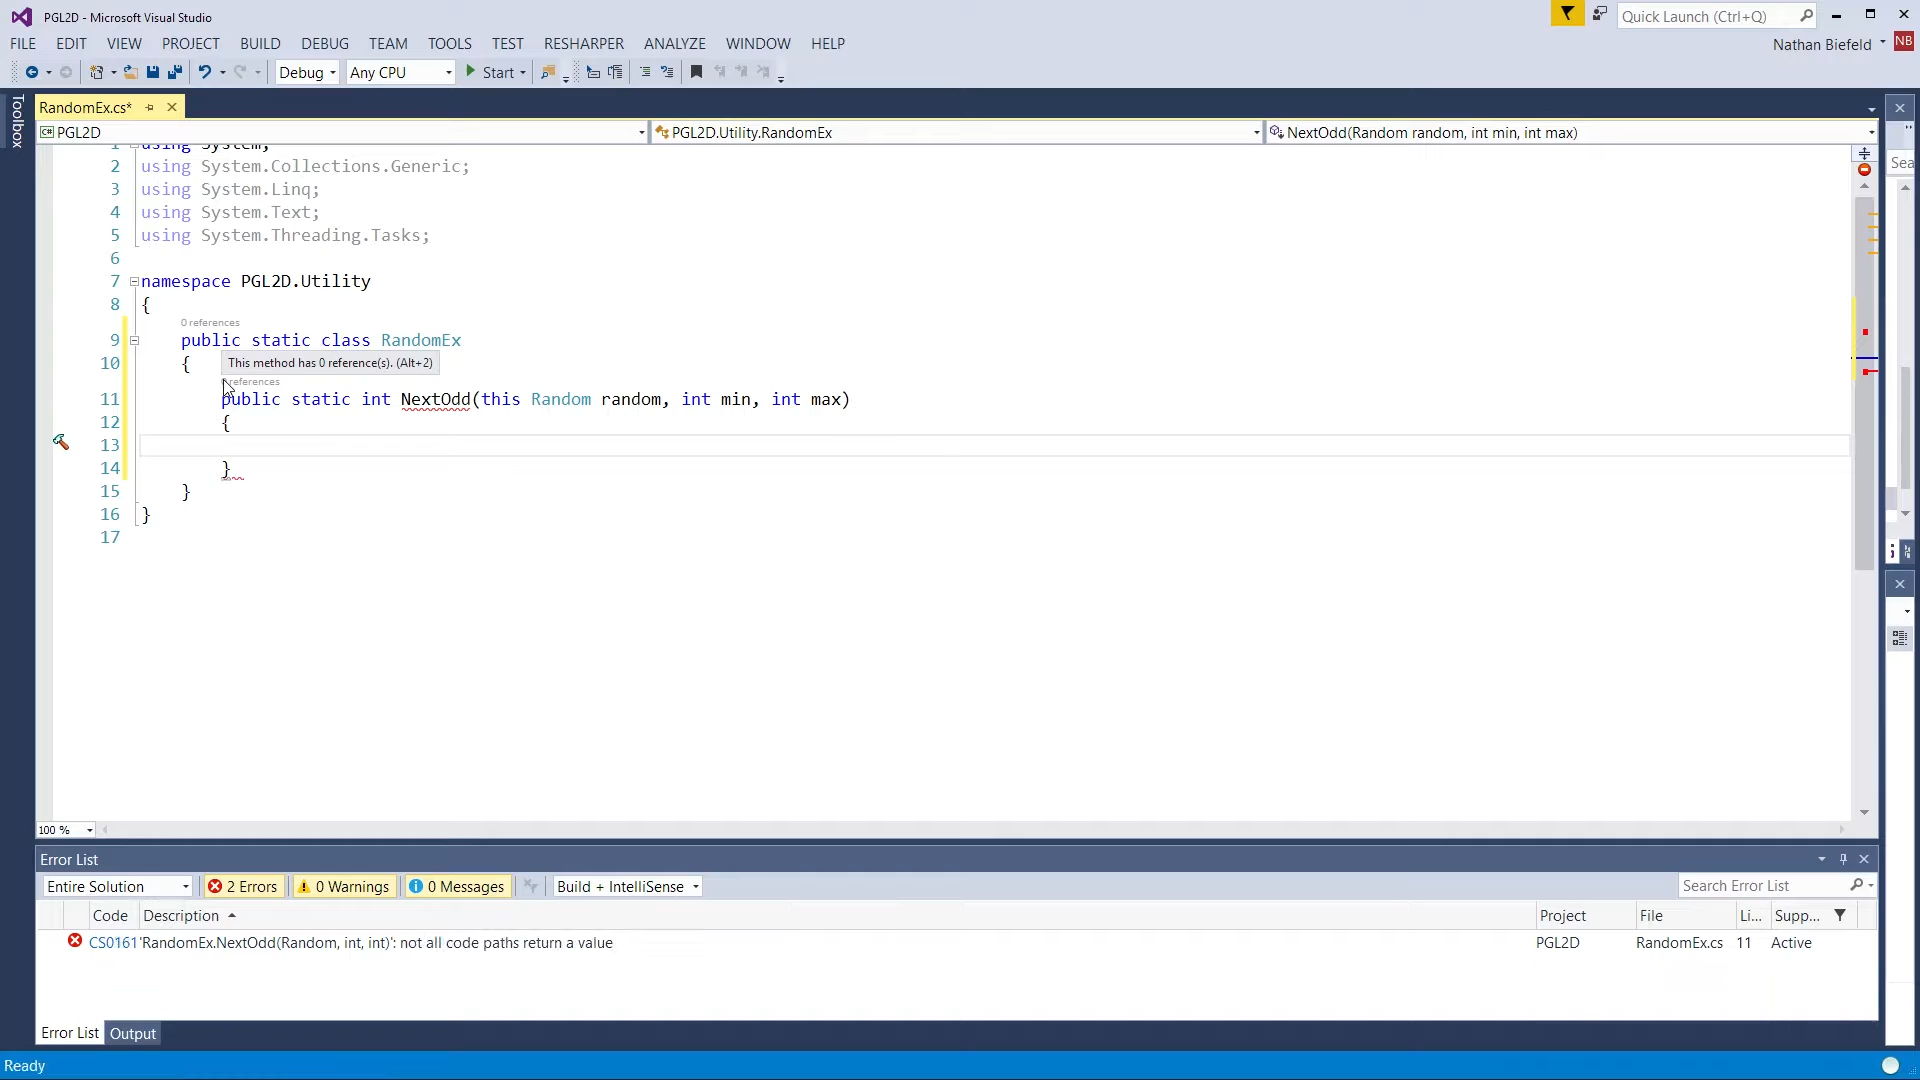 PGL2D - Microsoft Visual Studio
Quick Launch (Ctrl+Q)
FILE EDIT VIEW PROJECT BUILD DEBUG TEAM TOOLS TEST RESHARPER ANALYZE WINDOW HELP
Nathan Biefeld NB
Debug Any CPU Start
Toolbox
RandomEx.cs*
PGL2D PGL2D.Utility.RandomEx NextOdd(Random random, int min, int max)
1 using System;
2 using System.Collections.Generic;
3 using System.Linq;
4 using System.Text;
5 using System.Threading.Tasks;
6
7 namespace PGL2D.Utility
8 {
0 references
9 public static class RandomEx
10 {
This method has 0 reference(s). (Alt+2)
references
11 public static int NextOdd(this Random random, int min, int max)
12 {
13
14 }
15 }
16 }
17
Sea
100 %
Error List
Entire Solution 2 Errors 0 Warnings 0 Messages Build + IntelliSense Search Error List
Code Description Project File Li... Supp...
CS0161 'RandomEx.NextOdd(Random, int, int)': not all code paths return a value PGL2D RandomEx.cs 11 Active
Error List Output
Ready